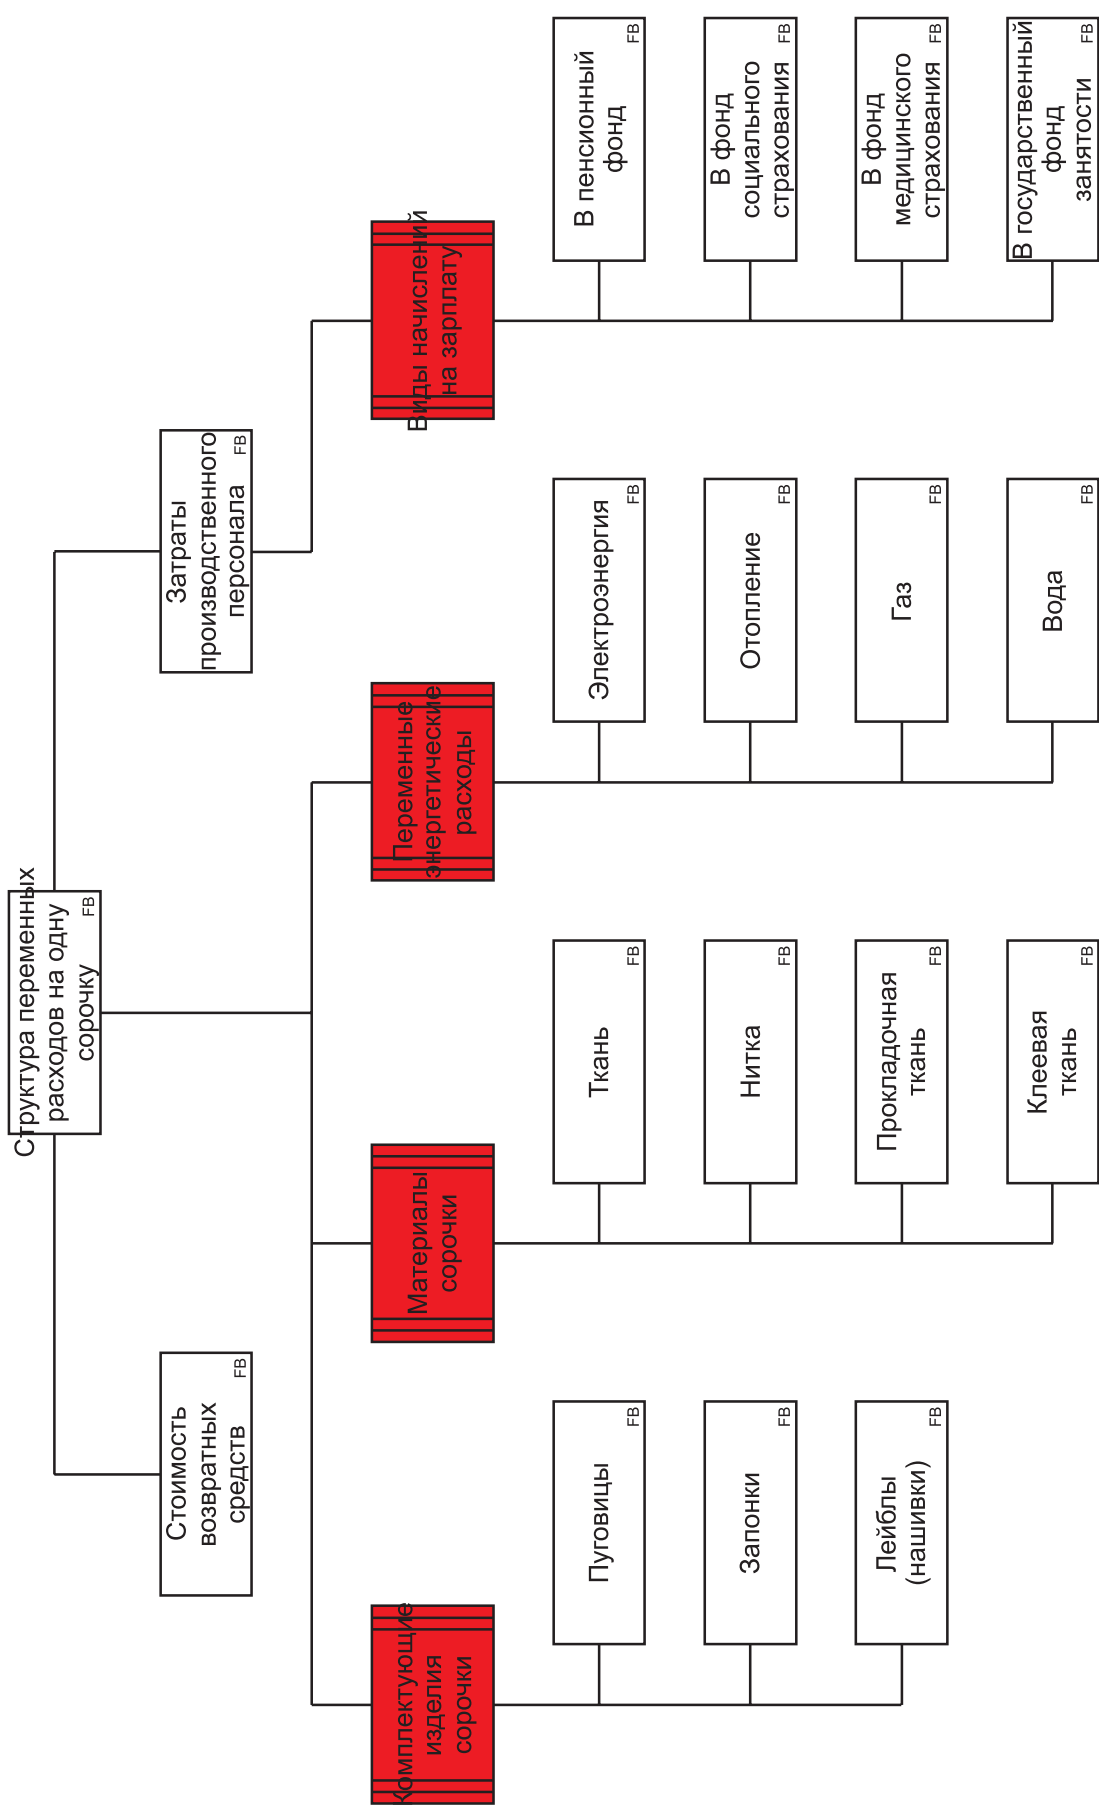 Структура переменных
расходов на одну
сорочку
FB
Стоимость
возвратных
средств
FB
Затраты
производственного
персонала
FB
Комплектующие
изделия
сорочки
Материалы
сорочки
Переменные
энергетические
расходы
Виды начислений
на зарплату
Пуговицы
FB
Запонки
FB
Лейблы
(нашивки)
FB
Ткань
FB
Нитка
FB
Прокладочная
ткань
FB
Клеевая
ткань
FB
Электроэнергия
FB
Отопление
FB
Газ
FB
Вода
FB
В пенсионный
фонд
FB
В фонд
социального
страхования
FB
В фонд
медицинского
страхования
FB
В государственный
фонд
занятости
FB